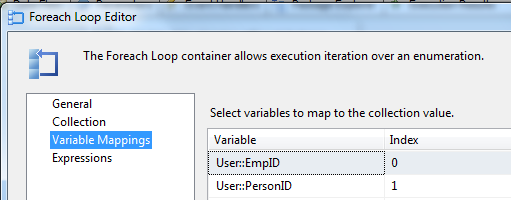 Foreach Loop Editor
The Foreach Loop container allows execution iteration over an enumeration.
General
Collection
Variable Mappings
Expressions
Select variables to map to the collection value.
Variable Index
User::EmpID 0
User::PersonID 1